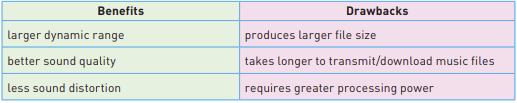 Benefits Drawbacks
larger dynamic range produces larger file size
better sound quality takes longer to transmit/download music files
less sound distortion requires greater processing power